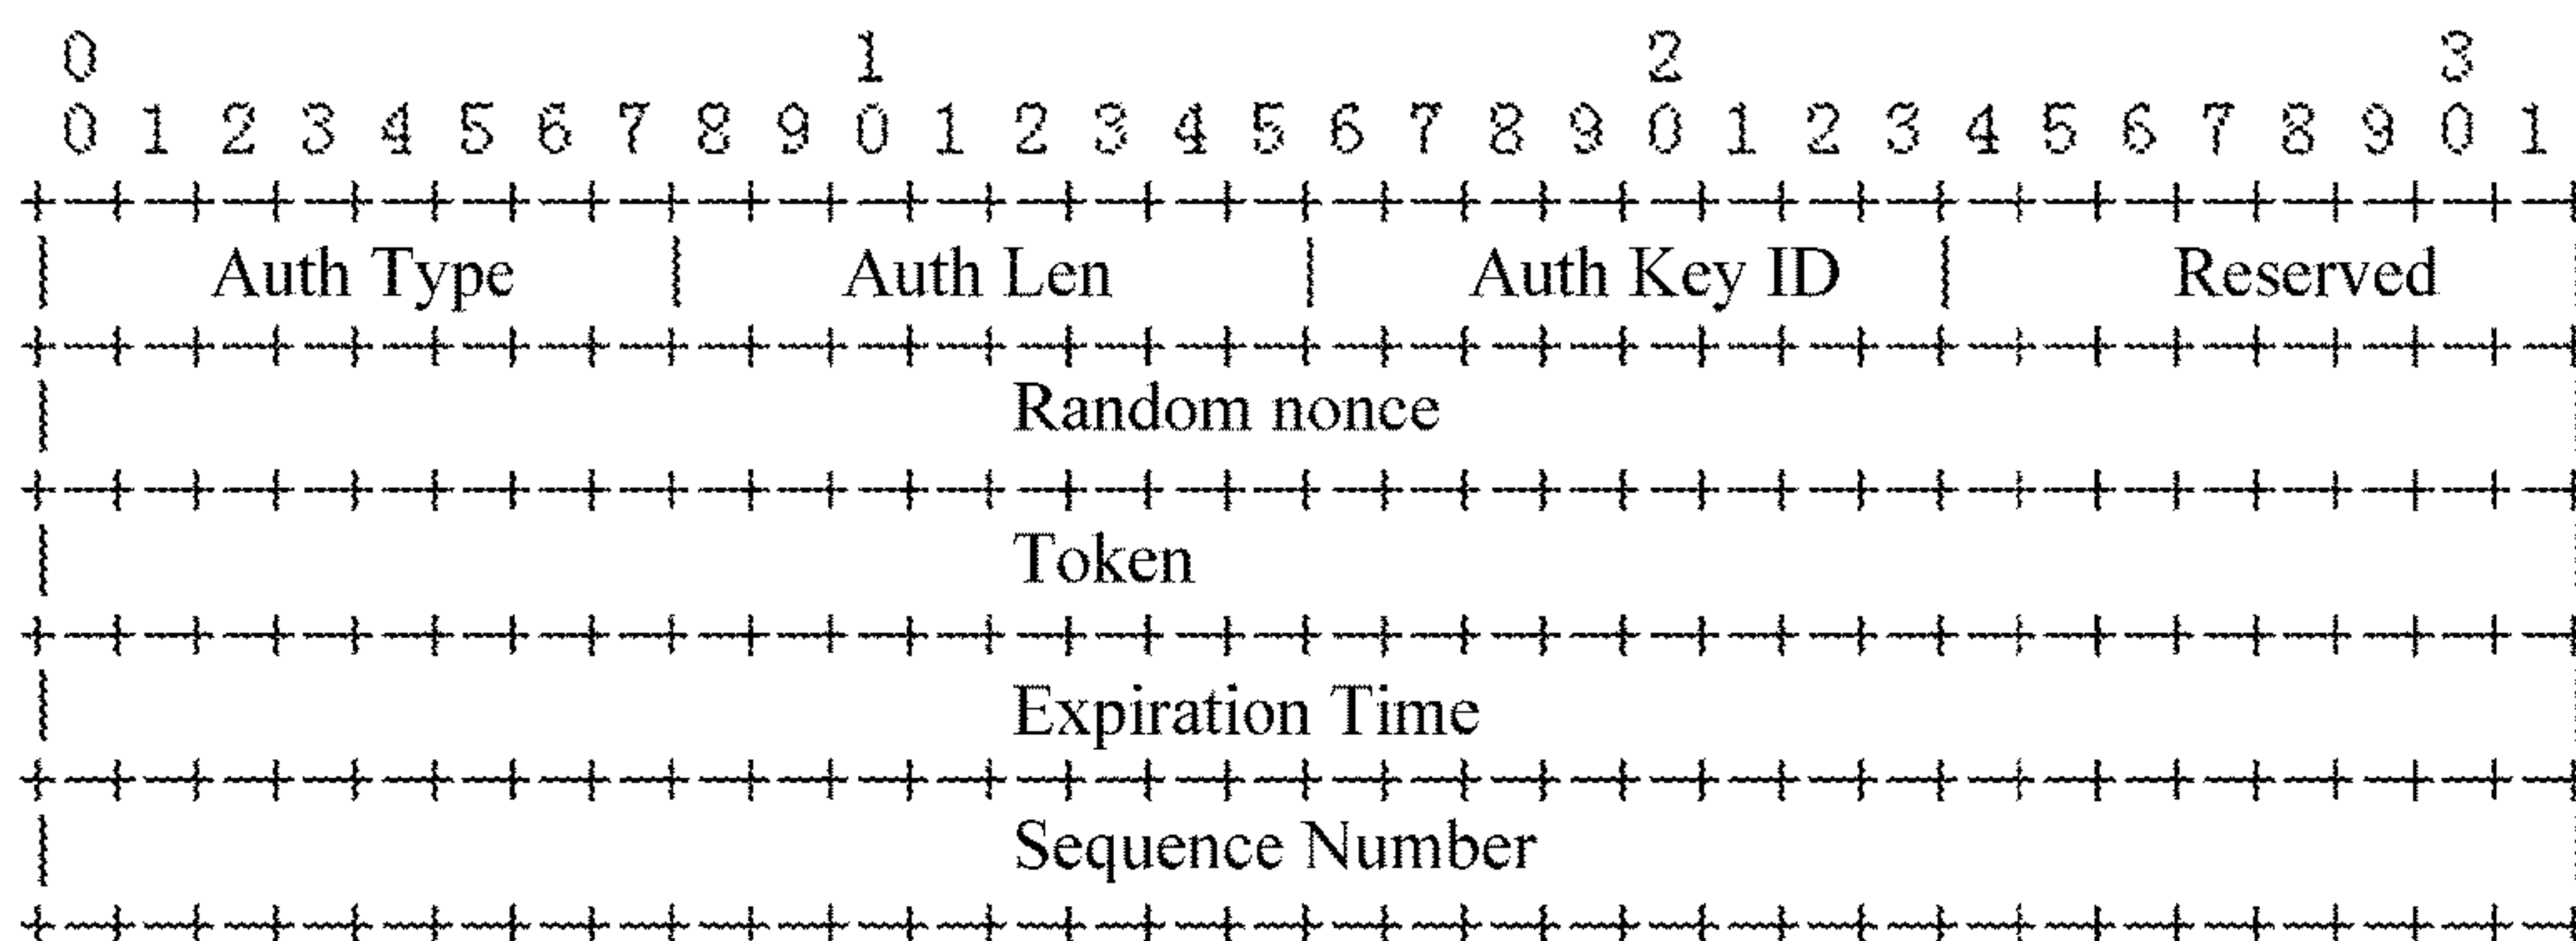 0 1 2 3
0 1 2 3 4 5 6 7 8 9 0 1 2 3 4 5 6 7 8 9 0 1 2 3 4 5 6 7 8 9 0 1
Auth Type | Auth Len | Auth Key ID | Reserved
Random nonce
Token
Expiration Time
Sequence Number